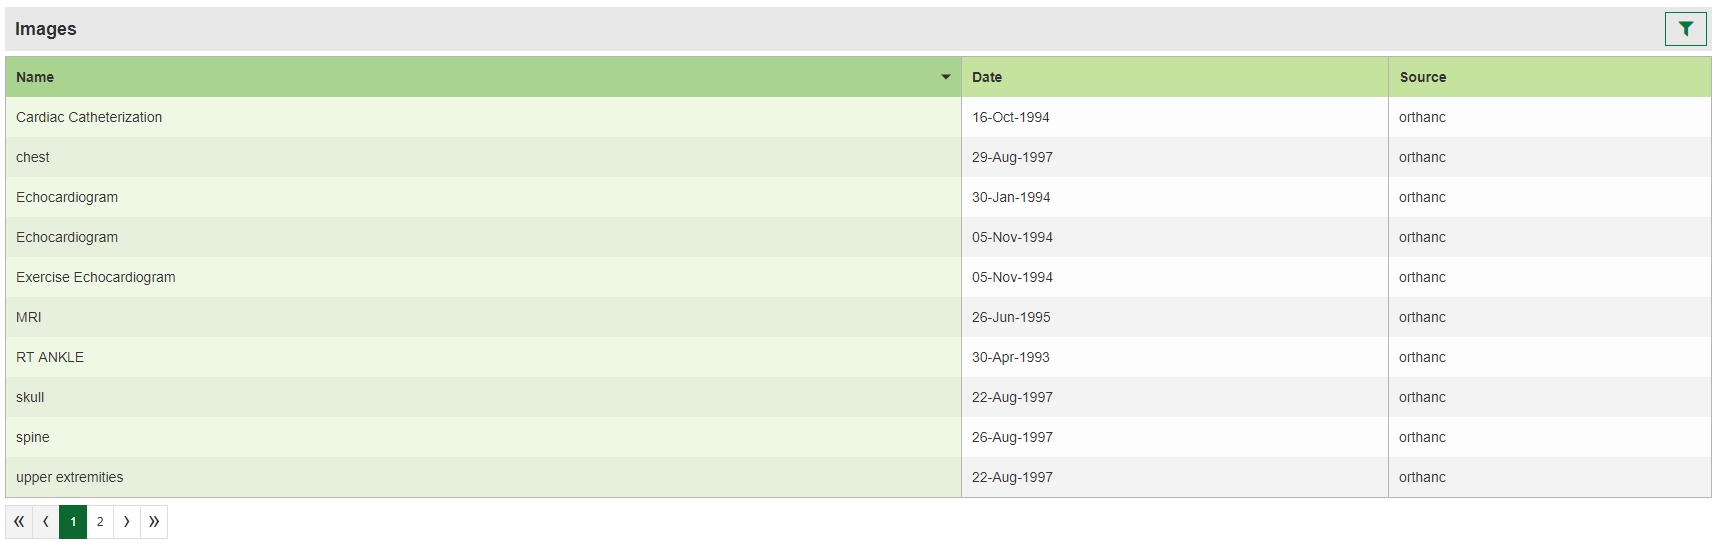 Images
Name Date Source
Cardiac Catheterization 16-Oct-1994 orthanc
chest 29-Aug-1997 orthanc
Echocardiogram 30-Jan-1994 orthanc
Echocardiogram 05-Nov-1994 orthanc
Exercise Echocardiogram 05-Nov-1994 orthanc
MRI 26-Jun-1995 orthanc
RT ANKLE 30-Apr-1993 orthanc
skull 22-Aug-1997 orthanc
spine 26-Aug-1997 orthanc
upper extremities 22-Aug-1997 orthanc
« ‹ 1 2 › »